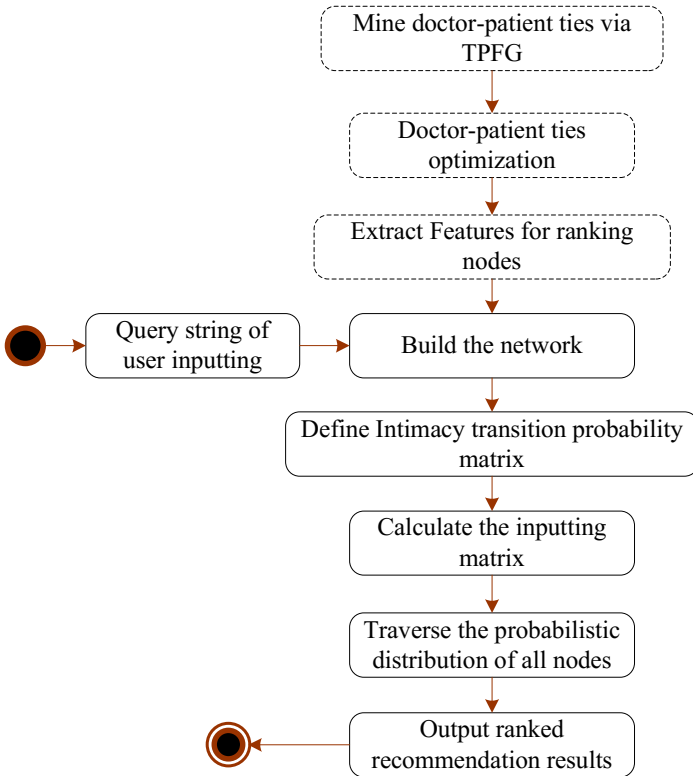 Mine doctor-patient ties via
TPFG
Doctor-patient ties
optimization
Extract Features for ranking
nodes
Query string of
user inputting
Build the network
Define Intimacy transition probability
matrix
Calculate the inputting
matrix
Traverse the probabilistic
distribution of all nodes
Output ranked
recommendation results